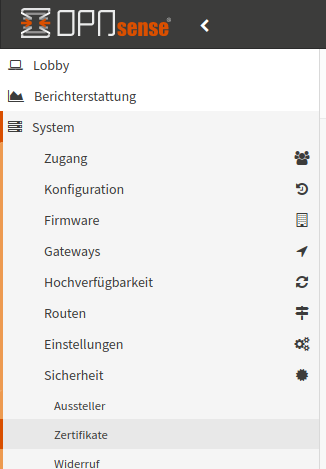 OPNsense®
Lobby
Berichterstattung
System
Zugang
Konfiguration
Firmware
Gateways
Hochverfügbarkeit
Routen
Einstellungen
Sicherheit
Aussteller
Zertifikate
Widerruf